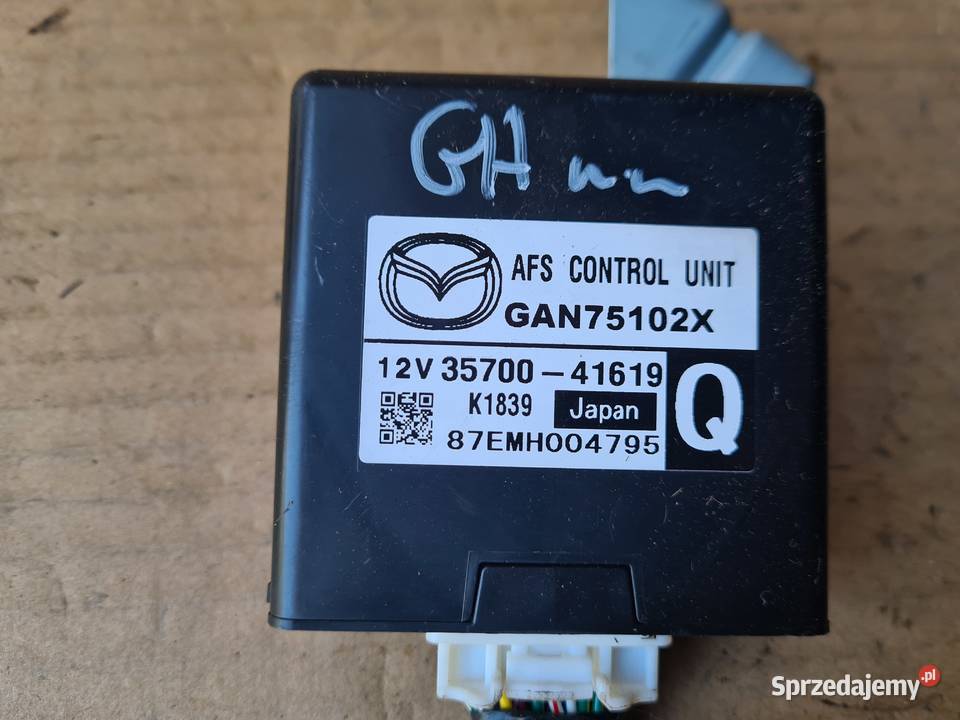 GH
AFS CONTROL UNIT
GAN75102X
12V 35700-41619
K1839 Japan
87EMH004795
Q
Sprzedajemy.pl